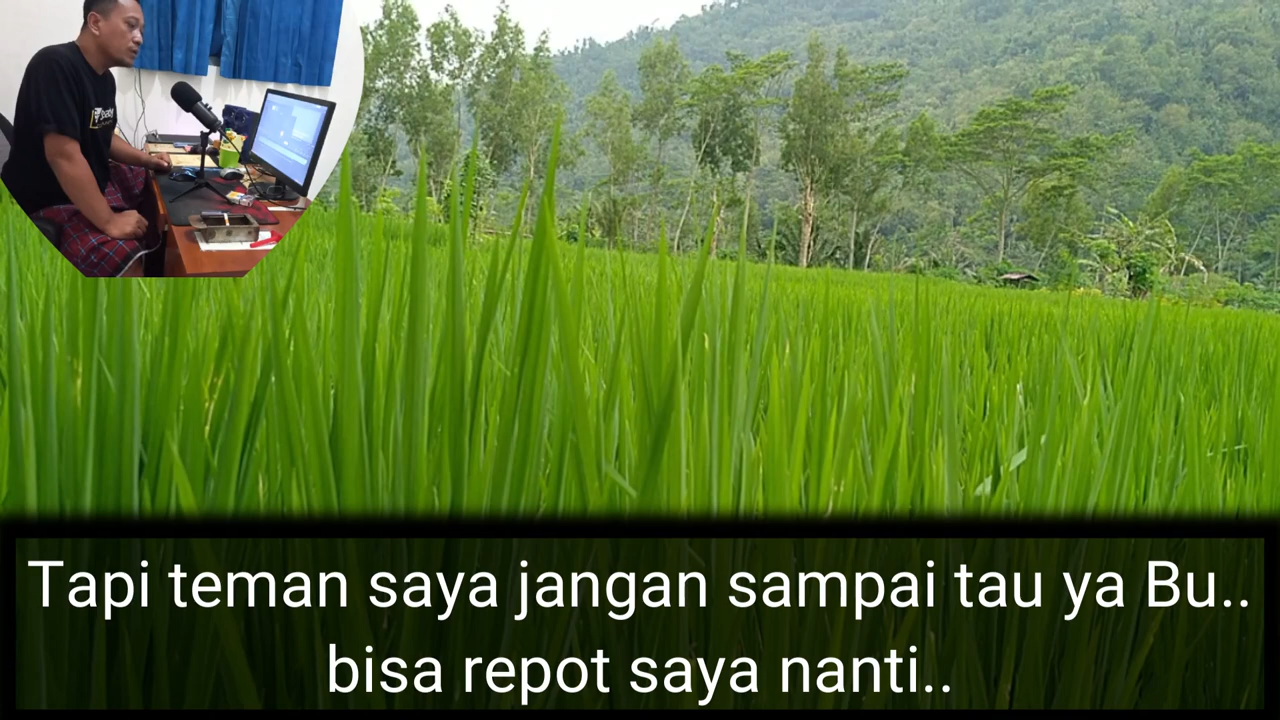 Tapi teman saya jangan sampai tau ya Bu..
bisa repot saya nanti..